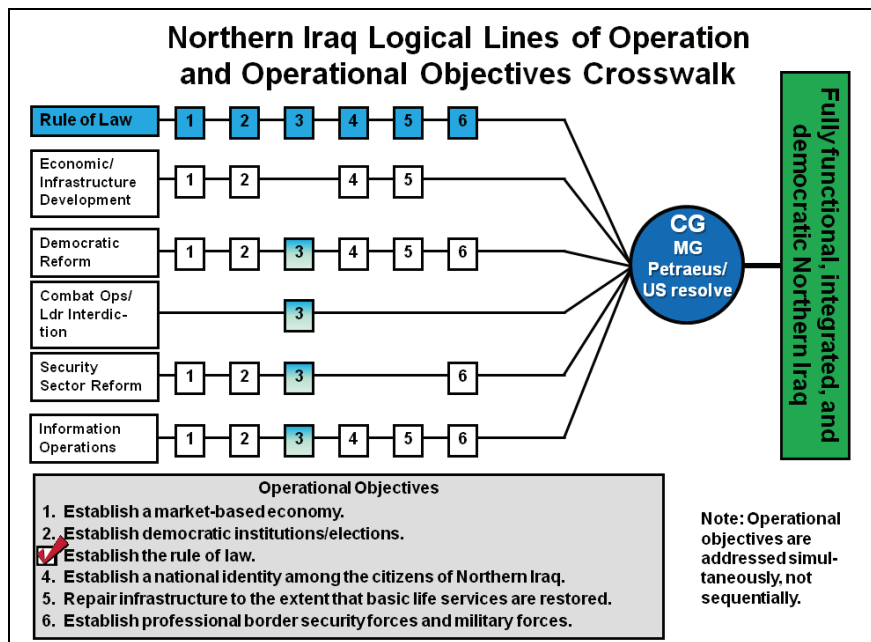 Northern Iraq Logical Lines of Operation
and Operational Objectives Crosswalk
Rule of Law
1 2 3 4 5 6
Economic/
Infrastructure
Development
1 2 4 5
Democratic
Reform
1 2 3 4 5 6
Combat Ops/
Ldr Interdic-
tion
3
Security
Sector Reform
1 2 3 6
Information
Operations
1 2 3 4 5 6
CG
MG
Petraeus/
US resolve
Fully functional, integrated, and
democratic Northern Iraq
Operational Objectives
1. Establish a market-based economy.
2. Establish democratic institutions/elections.
Establish the rule of law.
4. Establish a national identity among the citizens of Northern Iraq.
5. Repair infrastructure to the extent that basic life services are restored.
6. Establish professional border security forces and military forces.
Note: Operational
objectives are
addressed simul-
taneously, not
sequentially.